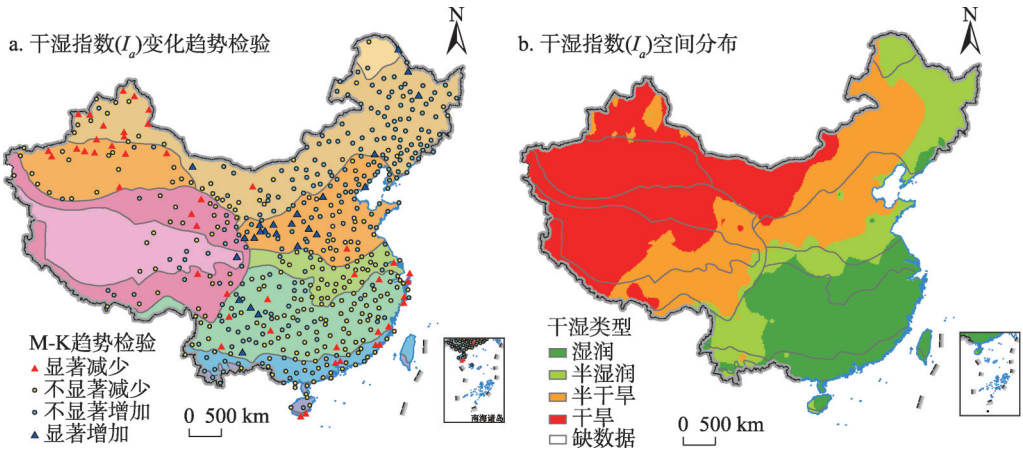 a. 干湿指数(Ia)变化趋势检验
N
M-K趋势检验
显著减少
不显著减少
不显著增加
显著增加
0 500 km
南海诸岛
b. 干湿指数(Ia)空间分布
N
干湿类型
湿润
半湿润
半干旱
干旱
缺数据
0 500 km